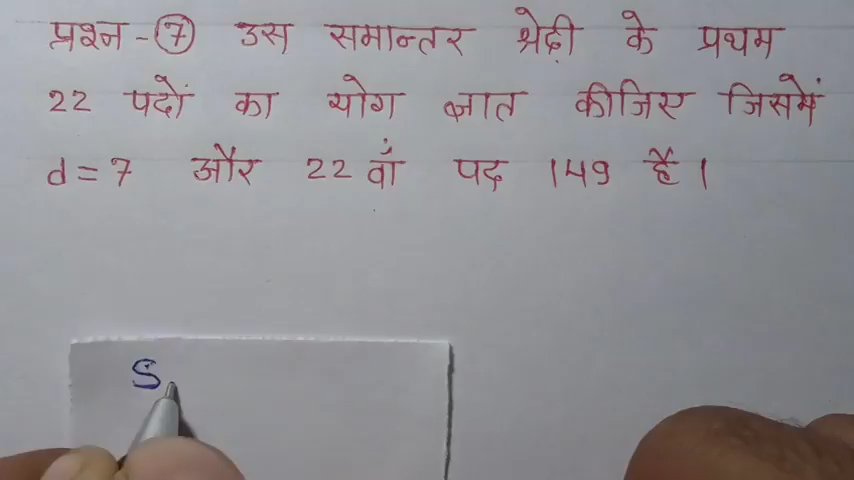 प्रश्न-⑦ उस समान्तर श्रेढ़ी के प्रथम
22 पदों का योग ज्ञात कीजिए जिसमें
d = 7 और 22 वाँ पद 149 है।
S